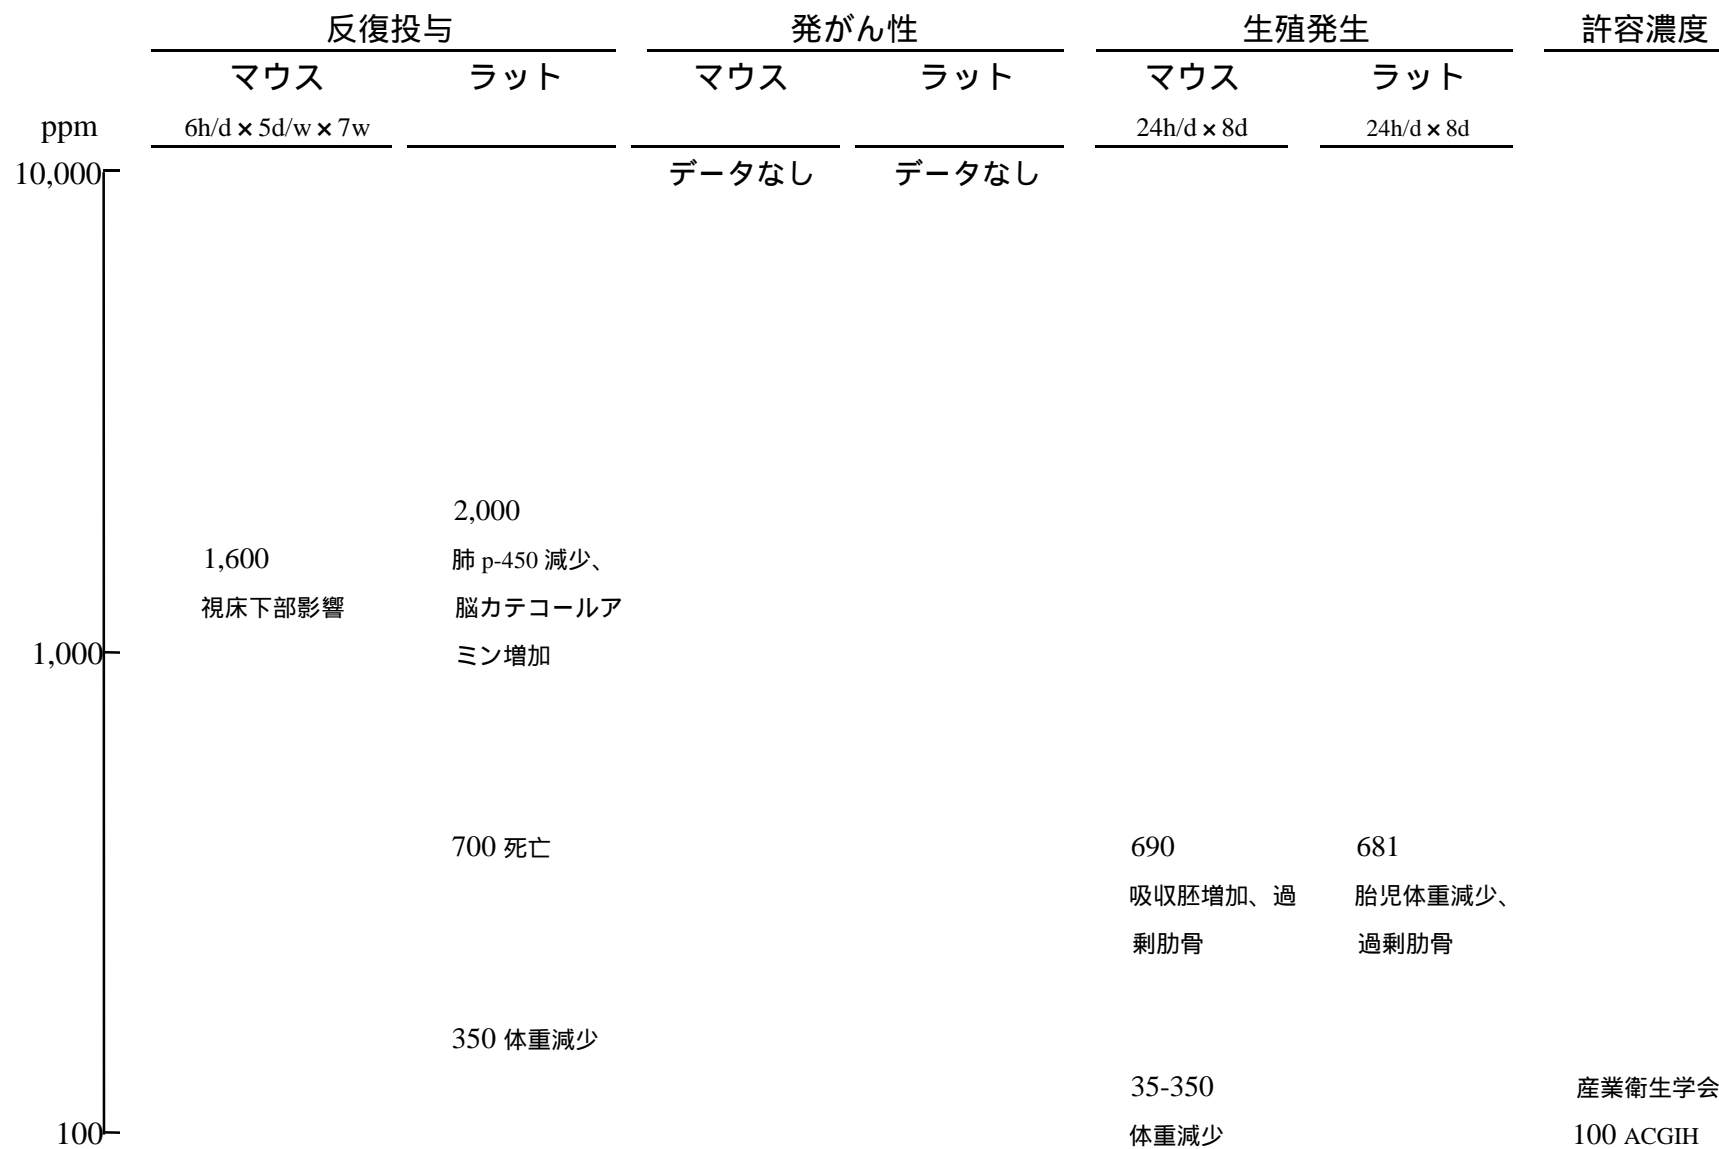 反復投与 発がん性 生殖発生 許容濃度
マウス ラット マウス ラット マウス ラット
ppm 6h/d×5d/w×7w 24h/d×8d 24h/d×8d
10,000 データなし データなし
2,000
1,600 肺 p-450 減少、
視床下部影響 脳カテコールア
1,000 ミン増加
700 死亡 690 681
吸収胚増加、過 胎児体重減少、
剰肋骨 過剰肋骨
350 体重減少
35-350 産業衛生学会
100 体重減少 100 ACGIH